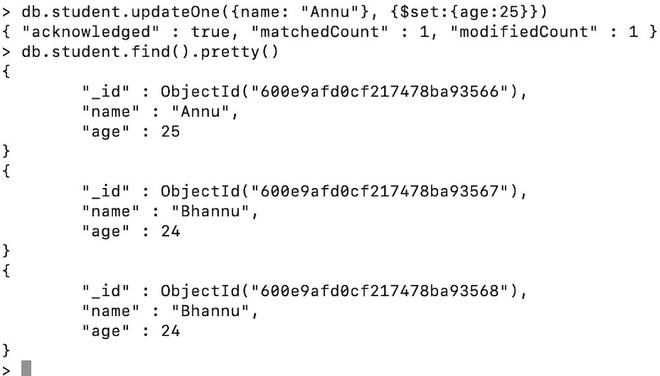 > db.student.updateOne({name: "Annu"}, {$set:{age:25}})
{ "acknowledged" : true, "matchedCount" : 1, "modifiedCount" : 1 }
> db.student.find().pretty()
{
        "_id" : ObjectId("600e9afd0cf217478ba93566"),
        "name" : "Annu",
        "age" : 25
}
{
        "_id" : ObjectId("600e9afd0cf217478ba93567"),
        "name" : "Bhannu",
        "age" : 24
}
{
        "_id" : ObjectId("600e9afd0cf217478ba93568"),
        "name" : "Bhannu",
        "age" : 24
}
>